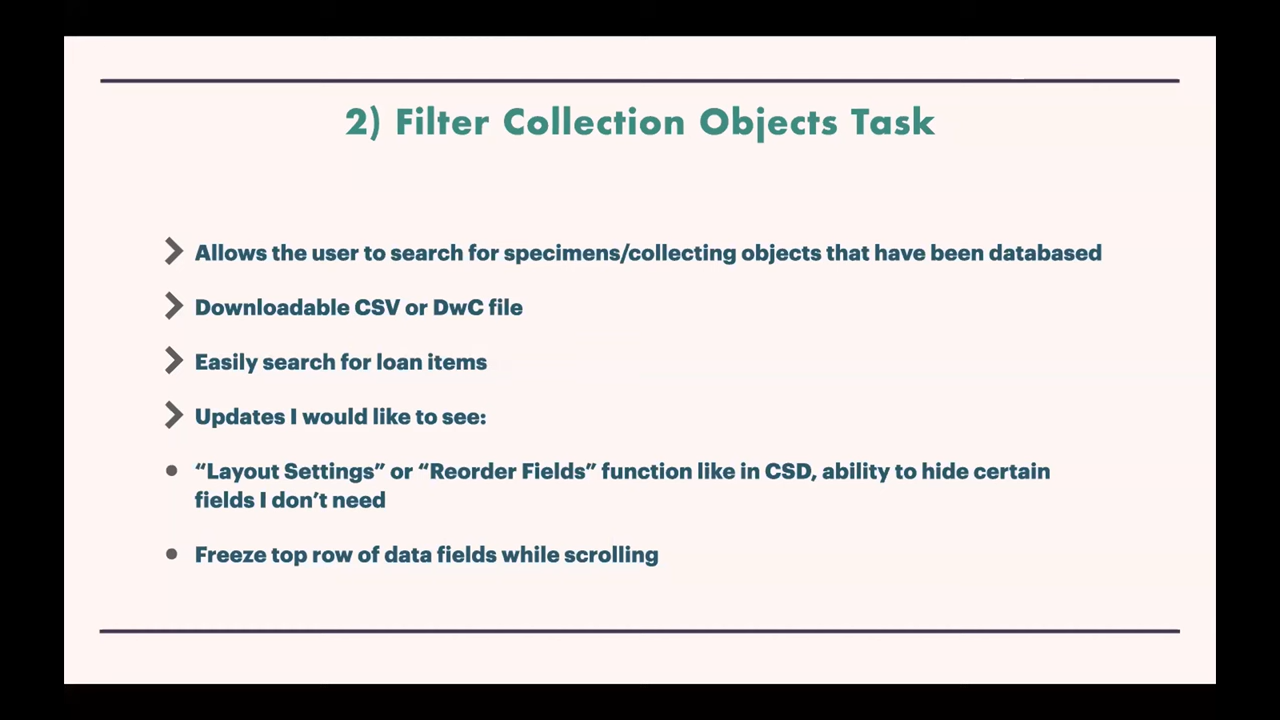 2) Filter Collection Objects Task
Allows the user to search for specimens/collecting objects that have been databased
Downloadable CSV or DwC file
Easily search for loan items
Updates I would like to see:
“Layout Settings” or “Reorder Fields” function like in CSD, ability to hide certain
fields I don’t need
Freeze top row of data fields while scrolling